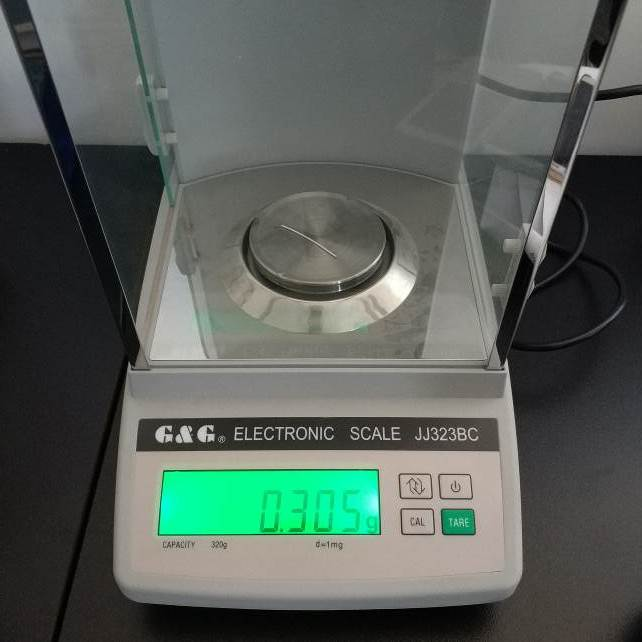 G&G® ELECTRONIC SCALE JJ323BC
0.305g
CAL TARE
CAPACITY 320g d=1mg